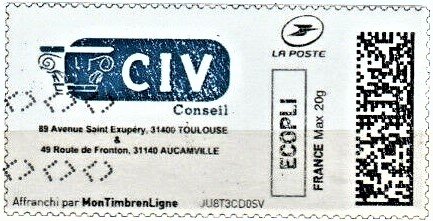 CIV
Conseil
89 Avenue Saint Exupéry, 31400 TOULOUSE
&
49 Route de Fronton, 31140 AUCAMVILLE
Affranchi par MonTimbrenLigne
JU8T3CD0SV
LA POSTE
ECOPLI
FRANCE Max 20g